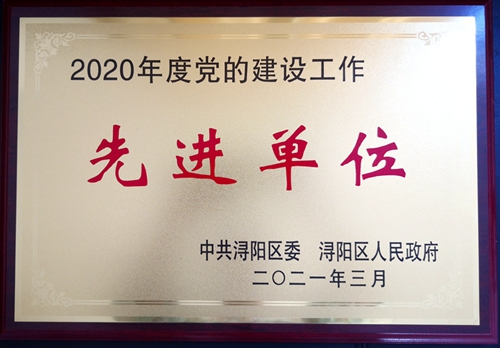 2020年度党的建设工作
先进单位
中共浔阳区委 浔阳区人民政府
二〇二一年三月